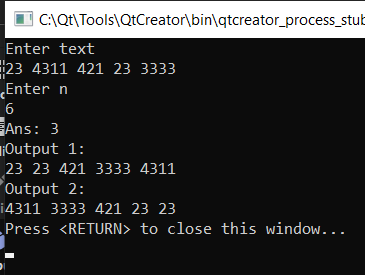 C:\Qt\Tools\QtCreator\bin\qtcreator_process_stub
Enter text
23 4311 421 23 3333
Enter n
6
Ans: 3
Output 1:
23 23 421 3333 4311
Output 2:
4311 3333 421 23 23
Press <RETURN> to close this window...